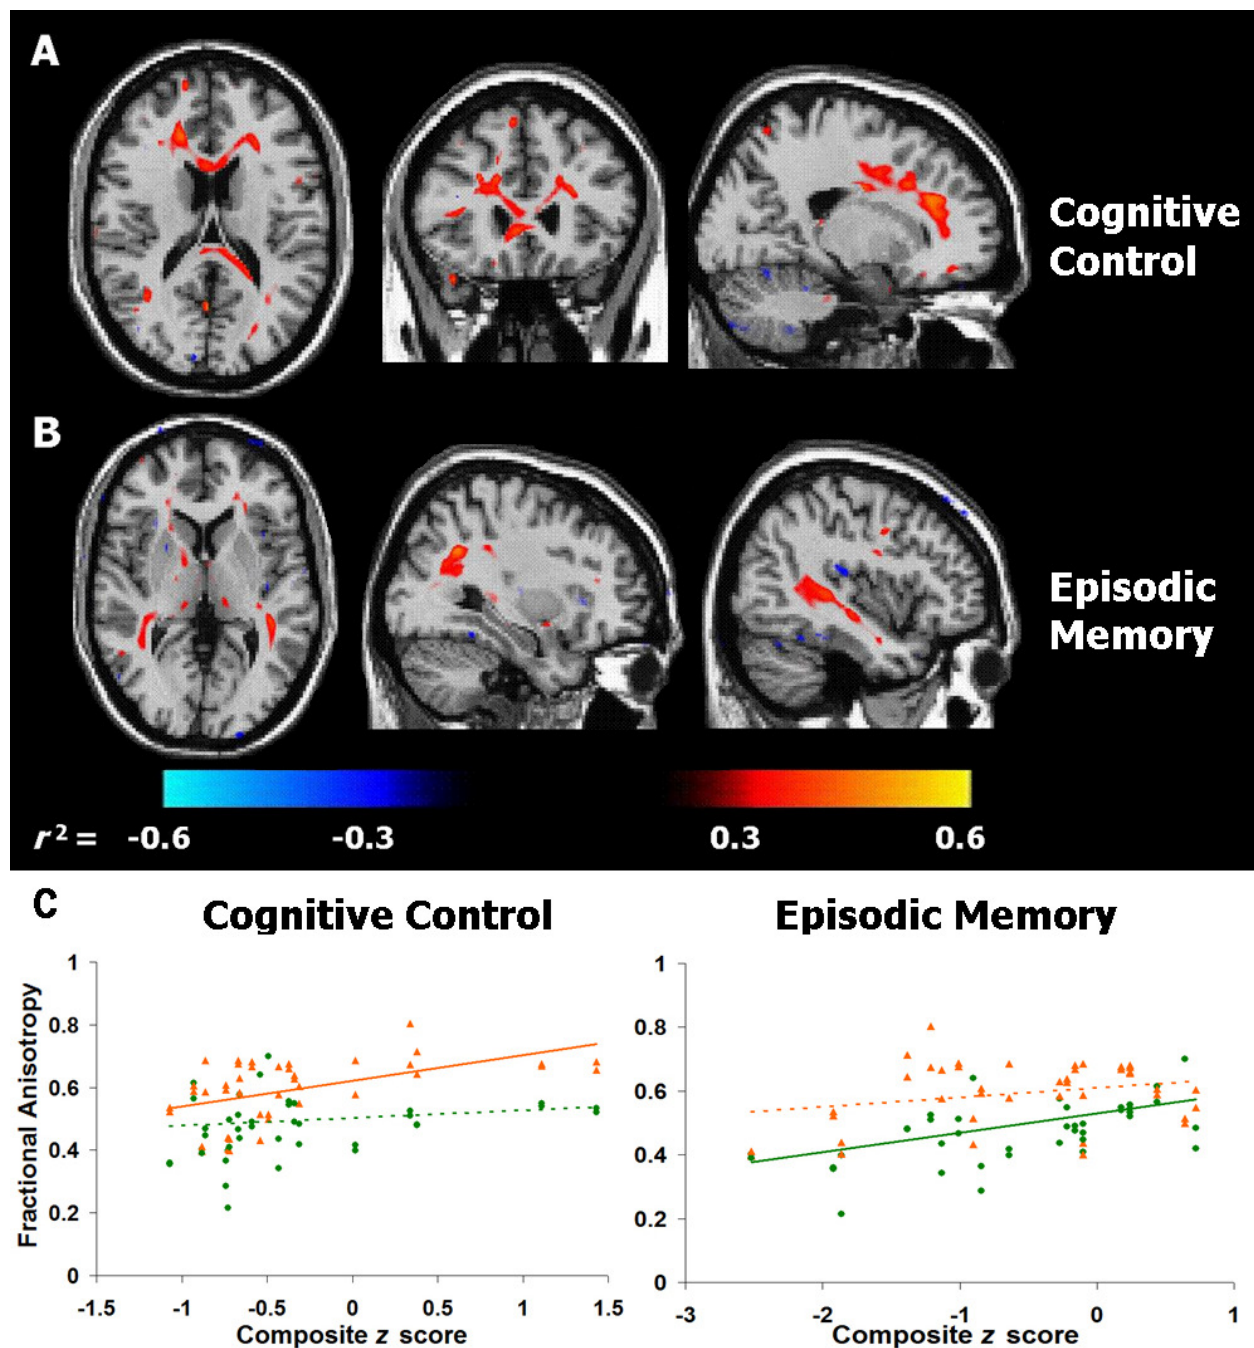 A
Cognitive
Control
B
Episodic
Memory
r² = -0.6 -0.3 0.3 0.6
C
Cognitive Control
Episodic Memory
Fractional Anisotropy
1
0.8
0.6
0.4
0.2
0
-1.5 -1 -0.5 0 0.5 1 1.5
Composite z score
1
0.8
0.6
0.4
0.2
0
-3 -2 -1 0 1
Composite z score